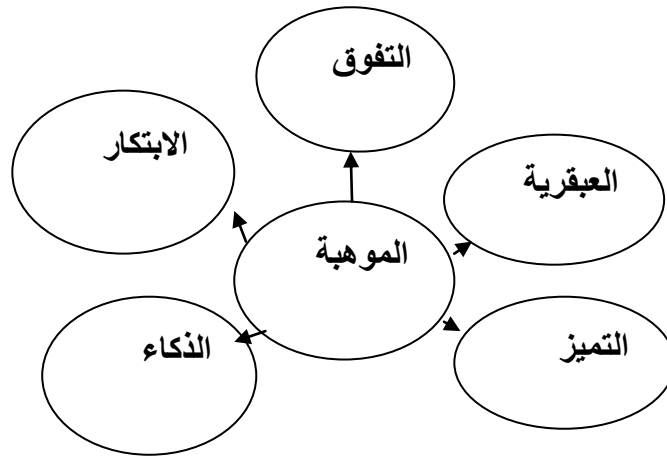 التفوق
الابتكار
العبقرية
الموهبة
الذكاء
التميز